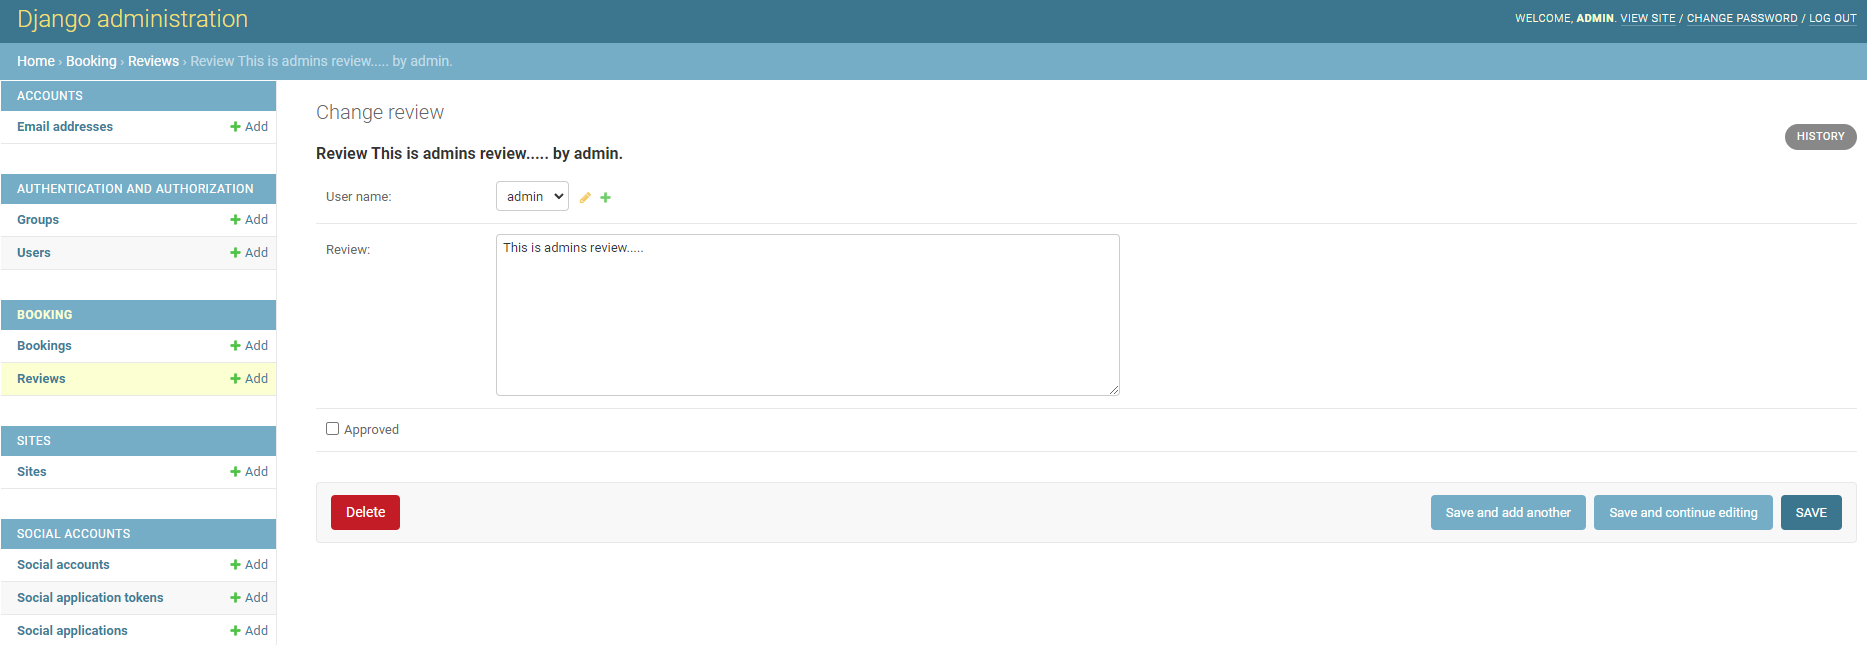 Django administration
WELCOME, ADMIN. VIEW SITE / CHANGE PASSWORD / LOG OUT
Home › Booking › Reviews › Review This is admins review..... by admin.
ACCOUNTS
Email addresses Add
AUTHENTICATION AND AUTHORIZATION
Groups Add
Users Add
BOOKING
Bookings Add
Reviews Add
SITES
Sites Add
SOCIAL ACCOUNTS
Social accounts Add
Social application tokens Add
Social applications Add
Change review
HISTORY
Review This is admins review..... by admin.
User name: admin
Review: This is admins review.....
Approved
Delete Save and add another Save and continue editing SAVE